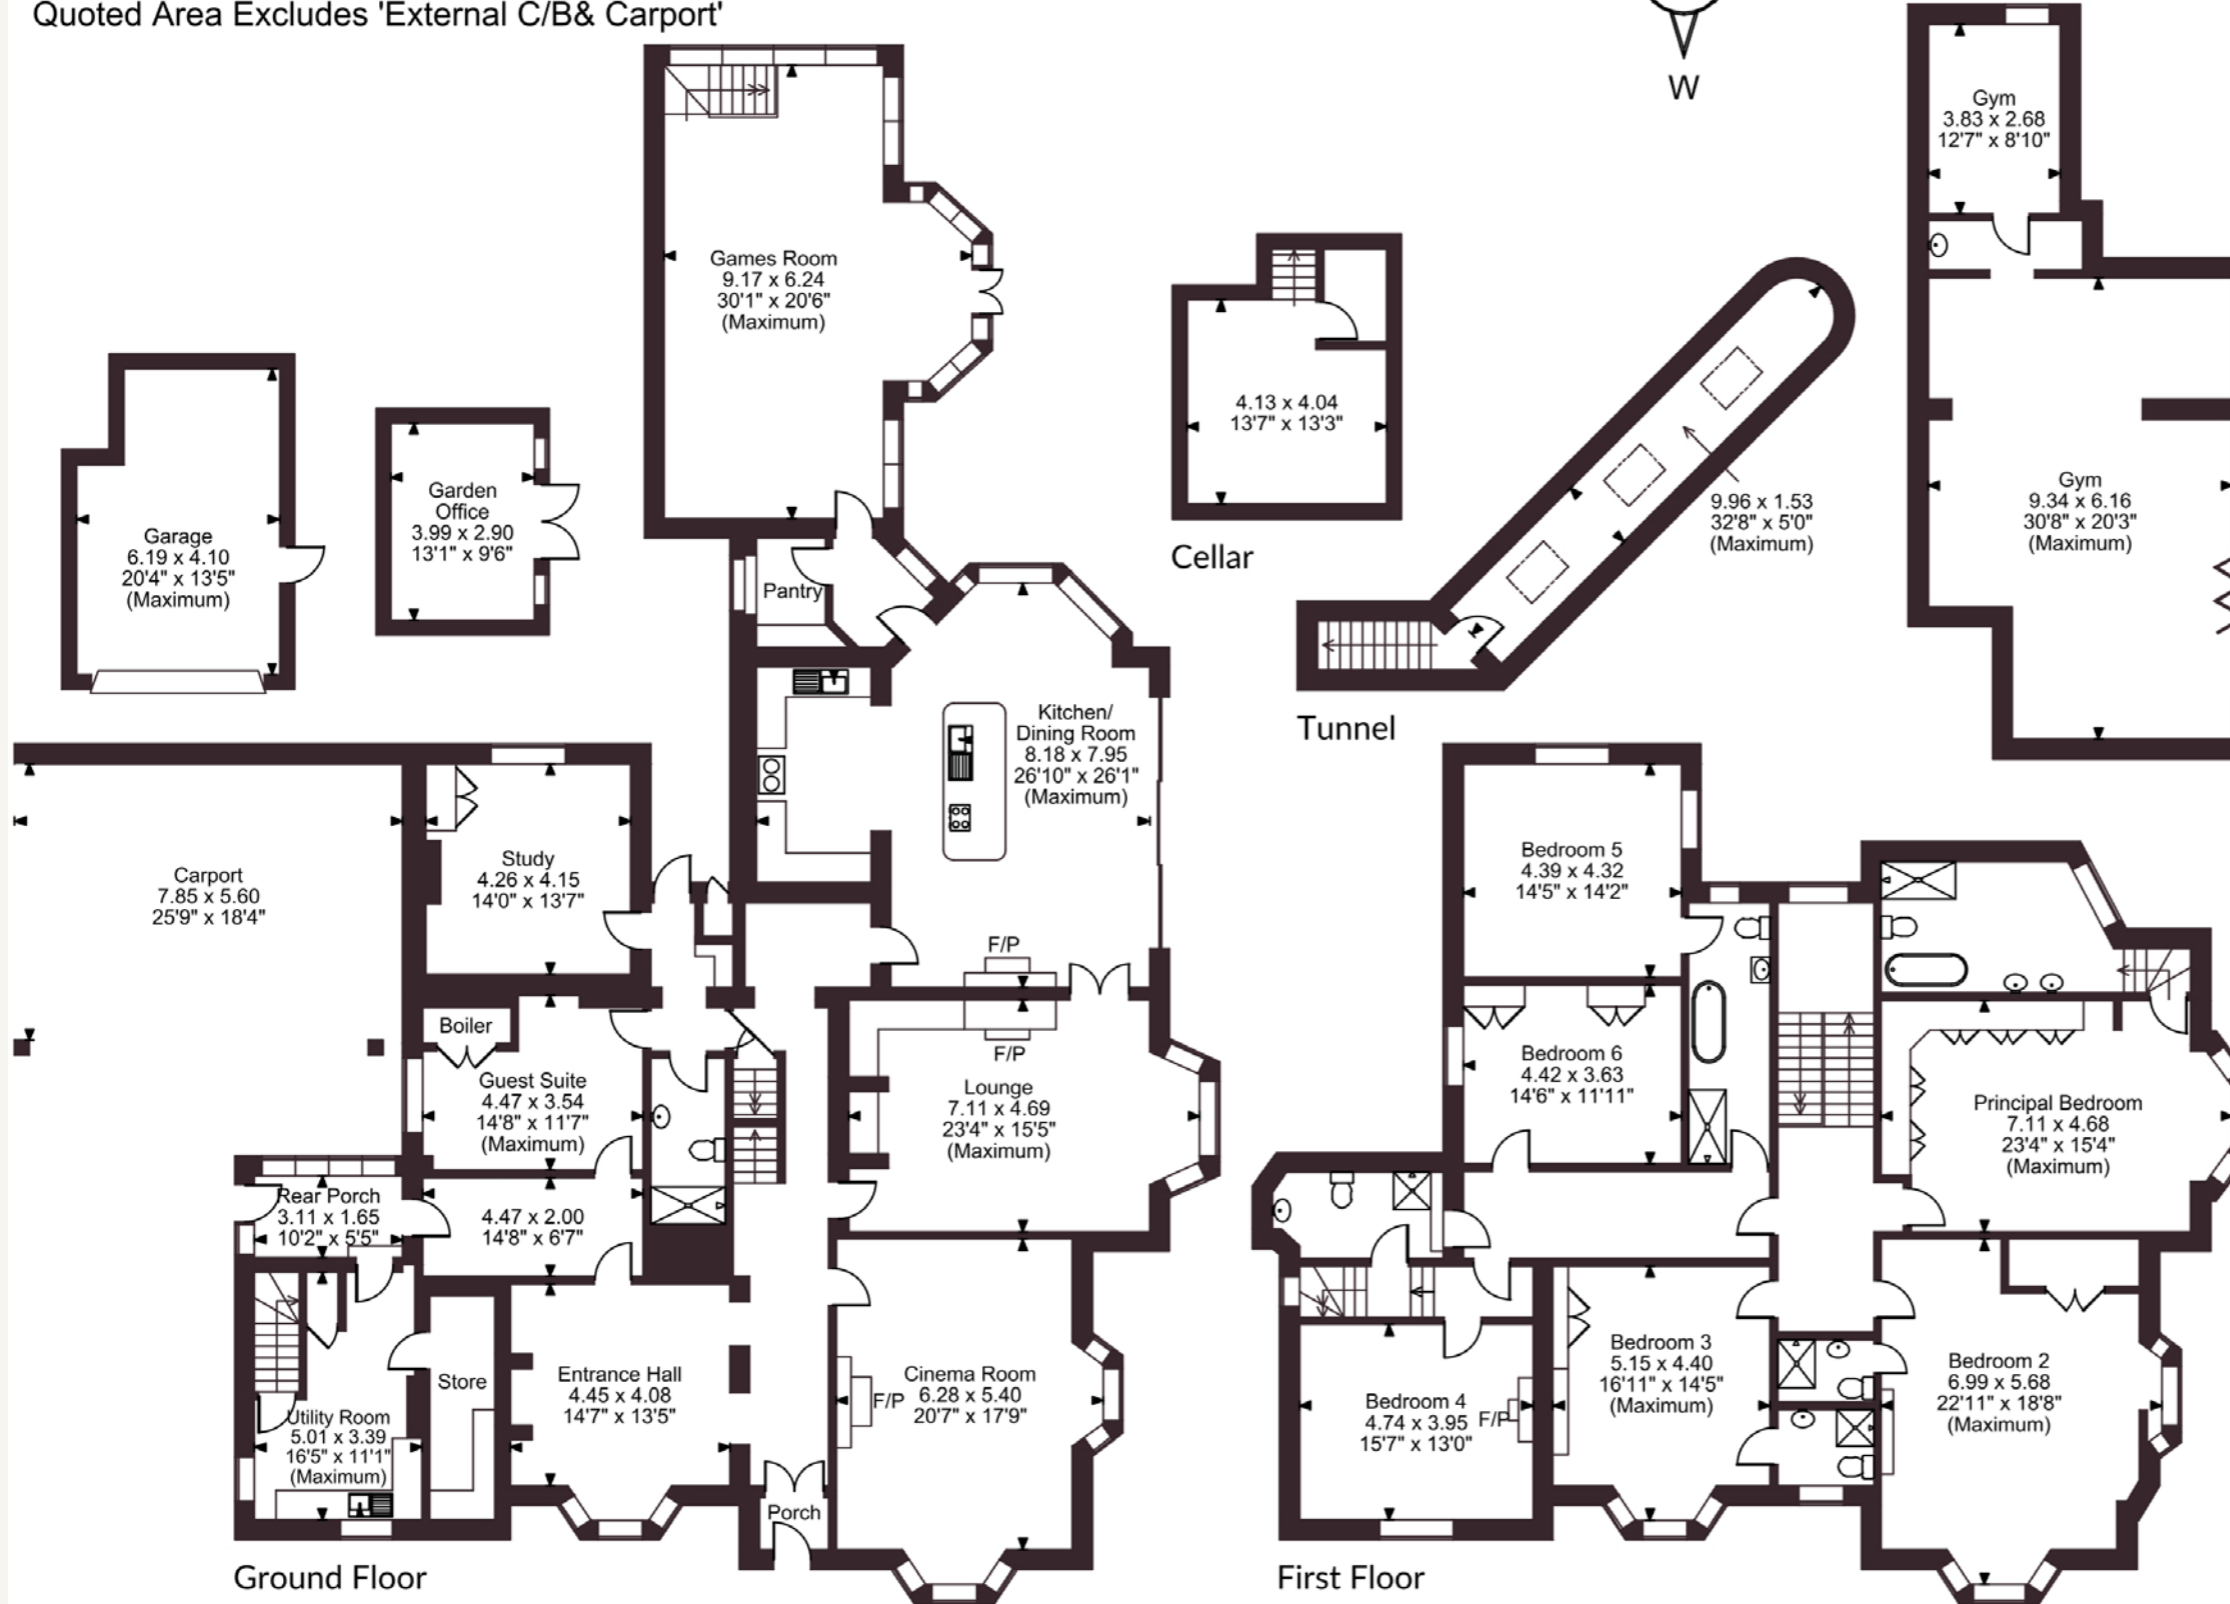 Quoted Area Excludes 'External C/B& Carport'
W
Gym
3.83 x 2.68
12'7" x 8'10"
Games Room
9.17 x 6.24
30'1" x 20'6"
(Maximum)
4.13 x 4.04
13'7" x 13'3"
Cellar
9.96 x 1.53
32'8" x 5'0"
(Maximum)
Tunnel
Gym
9.34 x 6.16
30'8" x 20'3"
(Maximum)
Garage
6.19 x 4.10
20'4" x 13'5"
(Maximum)
Garden
Office
3.99 x 2.90
13'1" x 9'6"
Pantry
Kitchen/
Dining Room
8.18 x 7.95
26'10" x 26'1"
(Maximum)
Carport
7.85 x 5.60
25'9" x 18'4"
Study
4.26 x 4.15
14'0" x 13'7"
F/P
F/P
Boiler
Guest Suite
4.47 x 3.54
14'8" x 11'7"
(Maximum)
Lounge
7.11 x 4.69
23'4" x 15'5"
(Maximum)
Rear Porch
3.11 x 1.65
10'2" x 5'5"
4.47 x 2.00
14'8" x 6'7"
Store
Utility Room
5.01 x 3.39
16'5" x 11'1"
(Maximum)
Entrance Hall
4.45 x 4.08
14'7" x 13'5"
F/P
Cinema Room
6.28 x 5.40
20'7" x 17'9"
Porch
Ground Floor
Bedroom 5
4.39 x 4.32
14'5" x 14'2"
Bedroom 6
4.42 x 3.63
14'6" x 11'11"
Principal Bedroom
7.11 x 4.68
23'4" x 15'4"
(Maximum)
Bedroom 4
4.74 x 3.95
15'7" x 13'0"
F/P
Bedroom 3
5.15 x 4.40
16'11" x 14'5"
(Maximum)
Bedroom 2
6.99 x 5.68
22'11" x 18'8"
(Maximum)
First Floor